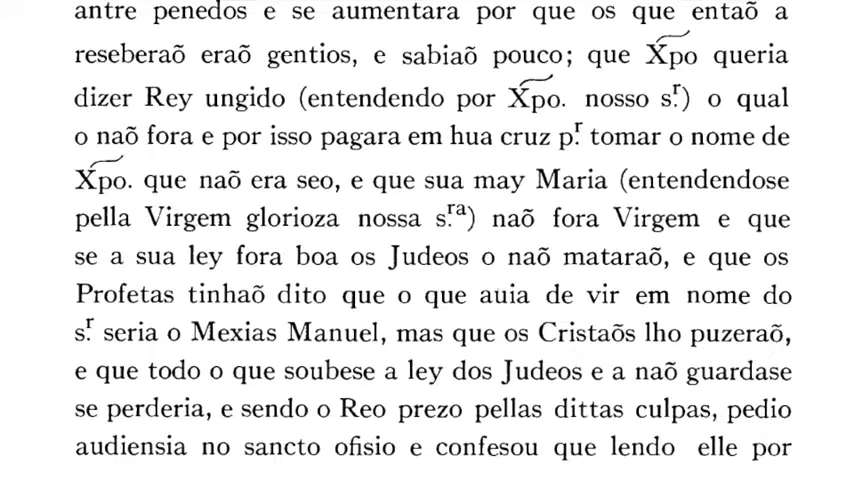 antre penedos e se aumentara por que os que entaõ a
reseberaõ eraõ gentios, e sabiaõ pouco; que X͠po queria
dizer Rey ungido (entendendo por X͠po. nosso s.ʳ) o qual
o naõ fora e por isso pagara em hua cruz p.ʳ tomar o nome de
X͠po. que naõ era seo, e que sua may Maria (entendendose
pella Virgem glorioza nossa s.ʳᵃ) naõ fora Virgem e que
se a sua ley fora boa os Judeos o naõ mataraõ, e que os
Profetas tinhaõ dito que o que auia de vir em nome do
s.ʳ seria o Mexias Manuel, mas que os Cristaõs lho puzeraõ,
e que todo o que soubese a ley dos Judeos e a naõ guardase
se perderia, e sendo o Reo prezo pellas dittas culpas, pedio
audiensia no sancto ofisio e confesou que lendo elle por